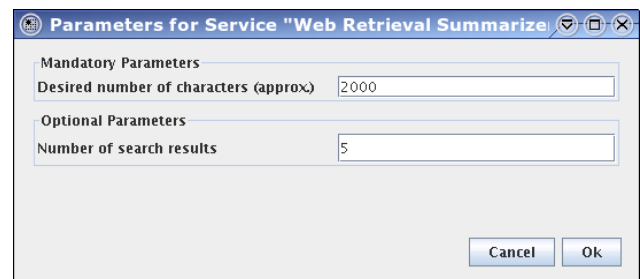 Parameters for Service "Web Retrieval Summarize
Mandatory Parameters
Desired number of characters (approx.) 2000
Optional Parameters
Number of search results 5
Cancel Ok